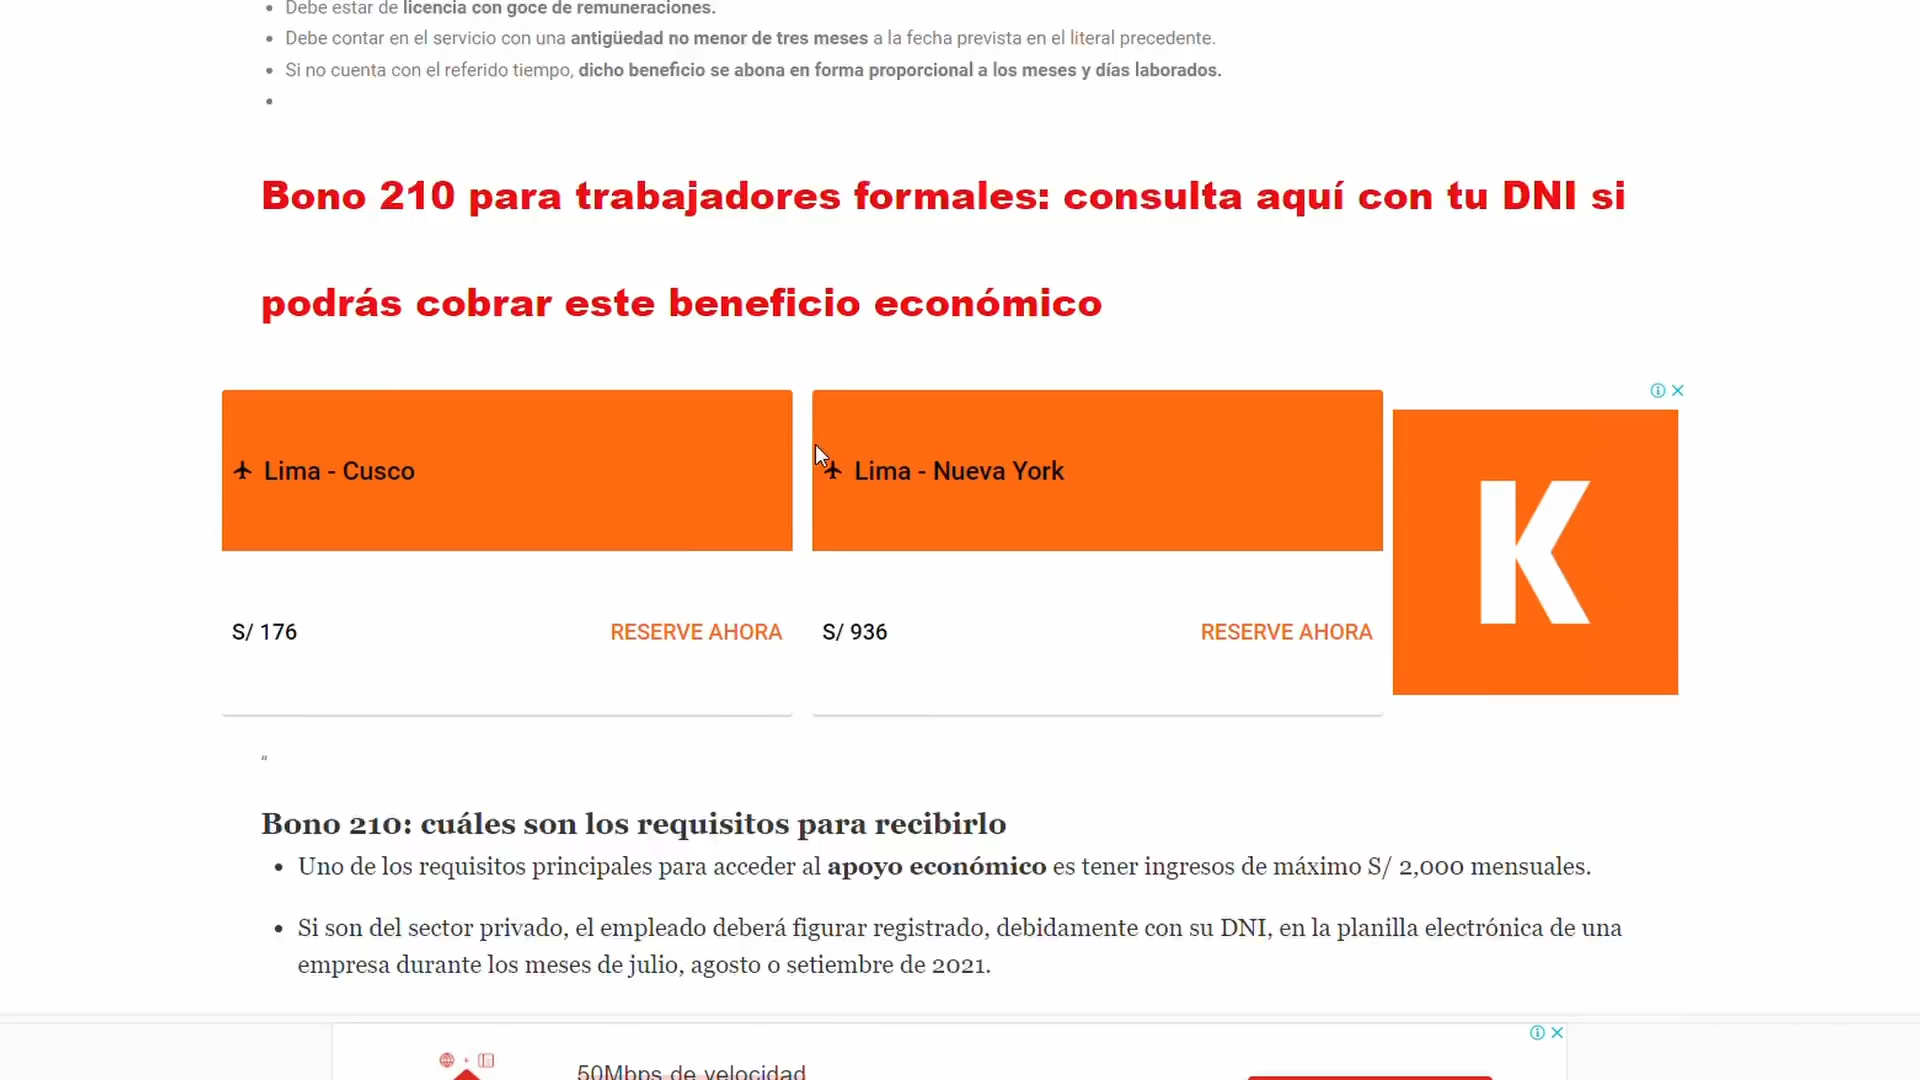 Debe estar de licencia con goce de remuneraciones.
Debe contar en el servicio con una antigüedad no menor de tres meses a la fecha prevista en el literal precedente.
Si no cuenta con el referido tiempo, dicho beneficio se abona en forma proporcional a los meses y días laborados.
Bono 210 para trabajadores formales: consulta aquí con tu DNI si
podrás cobrar este beneficio económico
Lima - Cusco
Lima - Nueva York
K
S/ 176
RESERVE AHORA
S/ 936
RESERVE AHORA
“
Bono 210: cuáles son los requisitos para recibirlo
Uno de los requisitos principales para acceder al apoyo económico es tener ingresos de máximo S/ 2,000 mensuales.
Si son del sector privado, el empleado deberá figurar registrado, debidamente con su DNI, en la planilla electrónica de una
empresa durante los meses de julio, agosto o setiembre de 2021.
50Mbps de velocidad